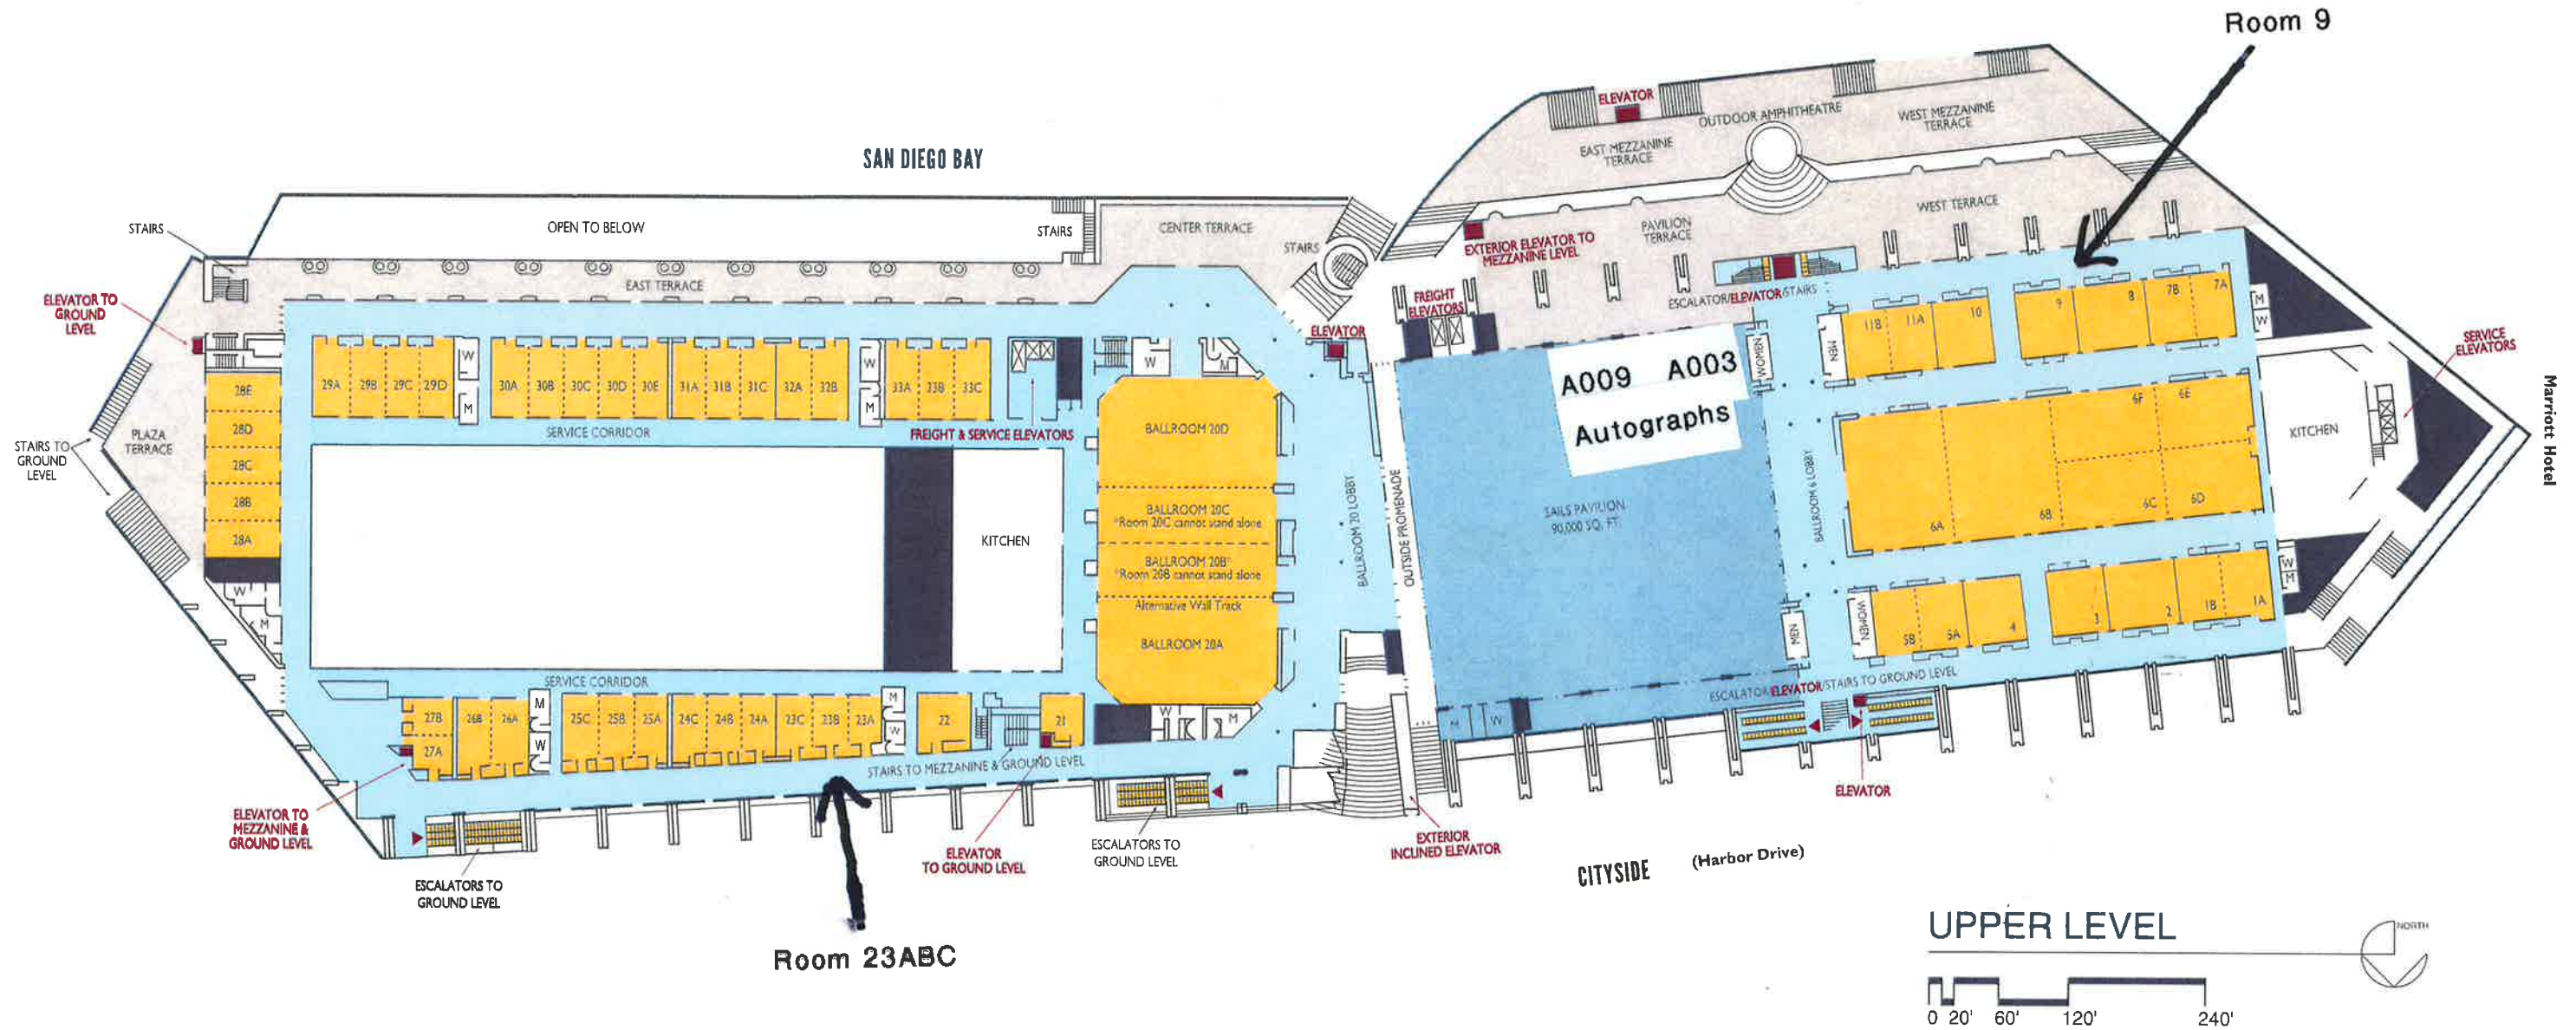 Room 9
ELEVATOR
OUTDOOR AMPHITHEATRE
WEST MEZZANINE
TERRACE
EAST MEZZANINE
TERRACE
SAN DIEGO BAY
WEST TERRACE
STAIRS
OPEN TO BELOW
STAIRS
CENTER TERRACE
STAIRS
PAVILION
TERRACE
EXTERIOR ELEVATOR TO
MEZZANINE LEVEL
EAST TERRACE
ELEVATOR TO
GROUND
LEVEL
FREIGHT
ELEVATORS
ESCALATOR/ELEVATOR/STAIRS
ELEVATOR
SERVICE
ELEVATORS
11B
11A
10
9
8
7B
7A
M
W
WOMEN
MEN
A009 A003
Autographs
29A
29B
29C
29D
W
M
30A
30B
30C
30D
30E
31A
31B
31C
32A
32B
W
M
33A
33B
33C
W
M
28E
28D
28C
28B
28A
W
M
PLAZA
TERRACE
STAIRS TO
GROUND
LEVEL
SERVICE CORRIDOR
FREIGHT & SERVICE ELEVATORS
BALLROOM 20D
BALLROOM 20C
*Room 20C cannot stand alone
BALLROOM 20B*
*Room 20B cannot stand alone
Alternative Wall Track
BALLROOM 20A
KITCHEN
BALLROOM 20 LOBBY
OUTSIDE PROMENADE
SAILS PAVILION
90,000 SQ. FT.
BALLROOM 6 LOBBY
6A
6B
6C
6D
6F
6E
KITCHEN
Marriott Hotel
MEN
WOMEN
5B
5A
4
3
2
1B
1A
W
M
SERVICE CORRIDOR
27B
27A
26B
26A
M
W
25C
25B
25A
24C
24B
24A
23C
23B
23A
M
W
22
21
W
M
M
W
ESCALATOR/ELEVATOR/STAIRS TO GROUND LEVEL
STAIRS TO MEZZANINE & GROUND LEVEL
ELEVATOR TO
MEZZANINE &
GROUND LEVEL
ESCALATORS TO
GROUND LEVEL
ELEVATOR
TO GROUND LEVEL
ESCALATORS TO
GROUND LEVEL
EXTERIOR
INCLINED ELEVATOR
ELEVATOR
CITYSIDE (Harbor Drive)
Room 23ABC
UPPER LEVEL
NORTH
0 20' 60' 120' 240'